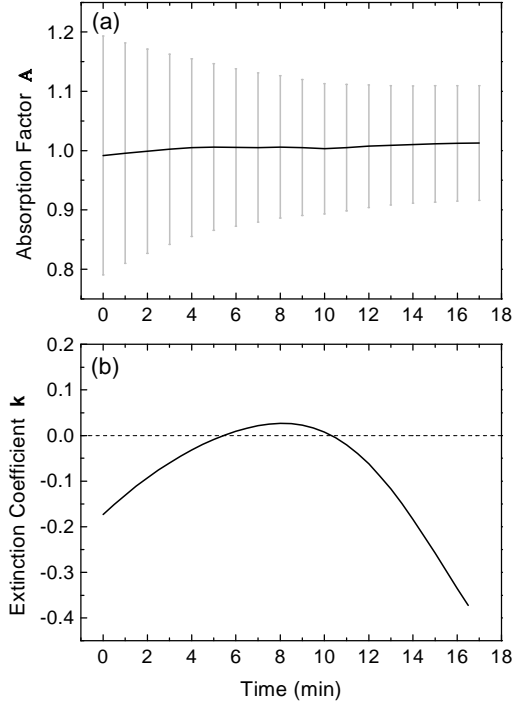 (a)
Absorption Factor A
1.2
1.1
1.0
0.9
0.8
0 2 4 6 8 10 12 14 16 18
(b)
Extinction Coefficient k
0.2
0.1
0.0
-0.1
-0.2
-0.3
-0.4
0 2 4 6 8 10 12 14 16 18
Time (min)